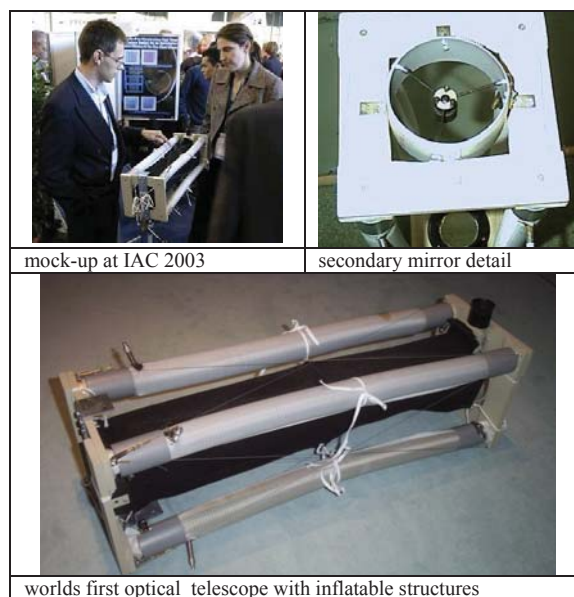 mock-up at IAC 2003
secondary mirror detail
worlds first optical telescope with inflatable structures